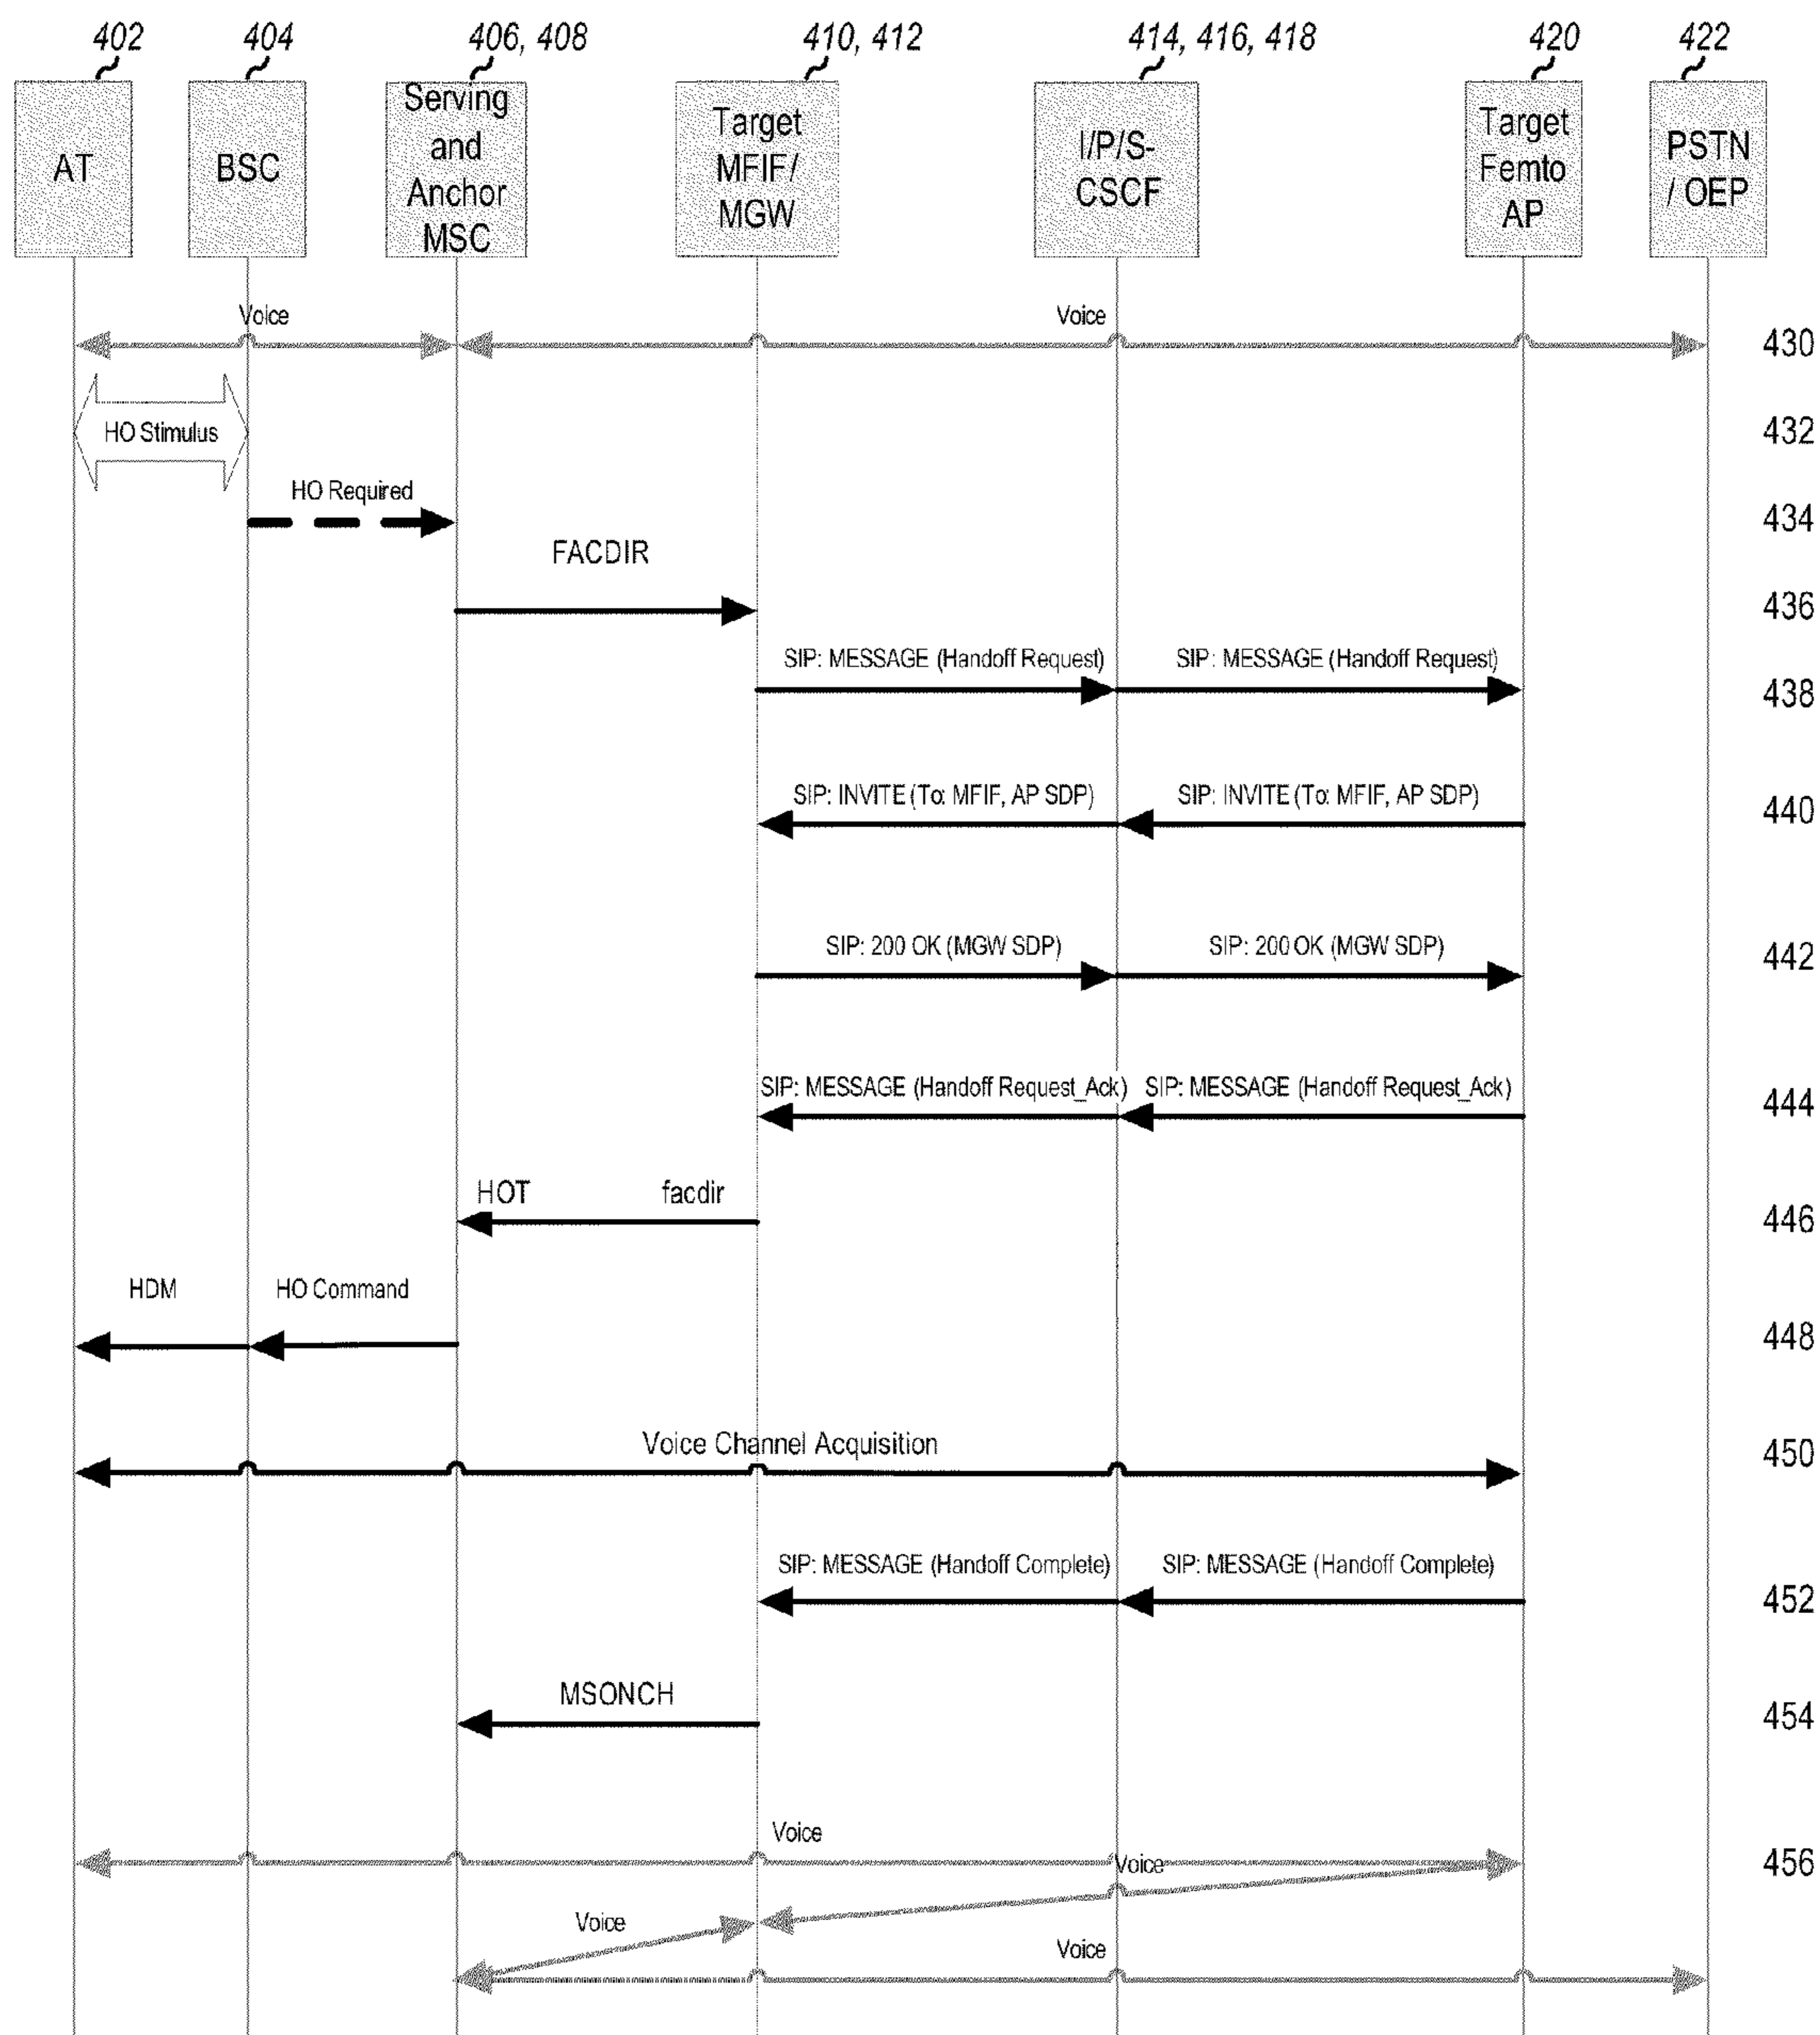 402
404
406, 408
410, 412
414, 416, 418
420
422
AT
BSC
Serving
and
Anchor
MSC
Target
MFIF/
MGW
I/P/S-
CSCF
Target
Femto
AP
PSTN
/ OEP
Voice
Voice
430
HO Stimulus
432
HO Required
434
FACDIR
436
SIP: MESSAGE (Handoff Request)
SIP: MESSAGE (Handoff Request)
438
SIP: INVITE (To: MFIF, AP SDP)
SIP: INVITE (To: MFIF, AP SDP)
440
SIP: 200 OK (MGW SDP)
SIP: 200 OK (MGW SDP)
442
SIP: MESSAGE (Handoff Request_Ack)
SIP: MESSAGE (Handoff Request_Ack)
444
HOT
facdir
446
HDM
HO Command
448
Voice Channel Acquisition
450
SIP: MESSAGE (Handoff Complete)
SIP: MESSAGE (Handoff Complete)
452
MSONCH
454
Voice
Voice
456
Voice
Voice